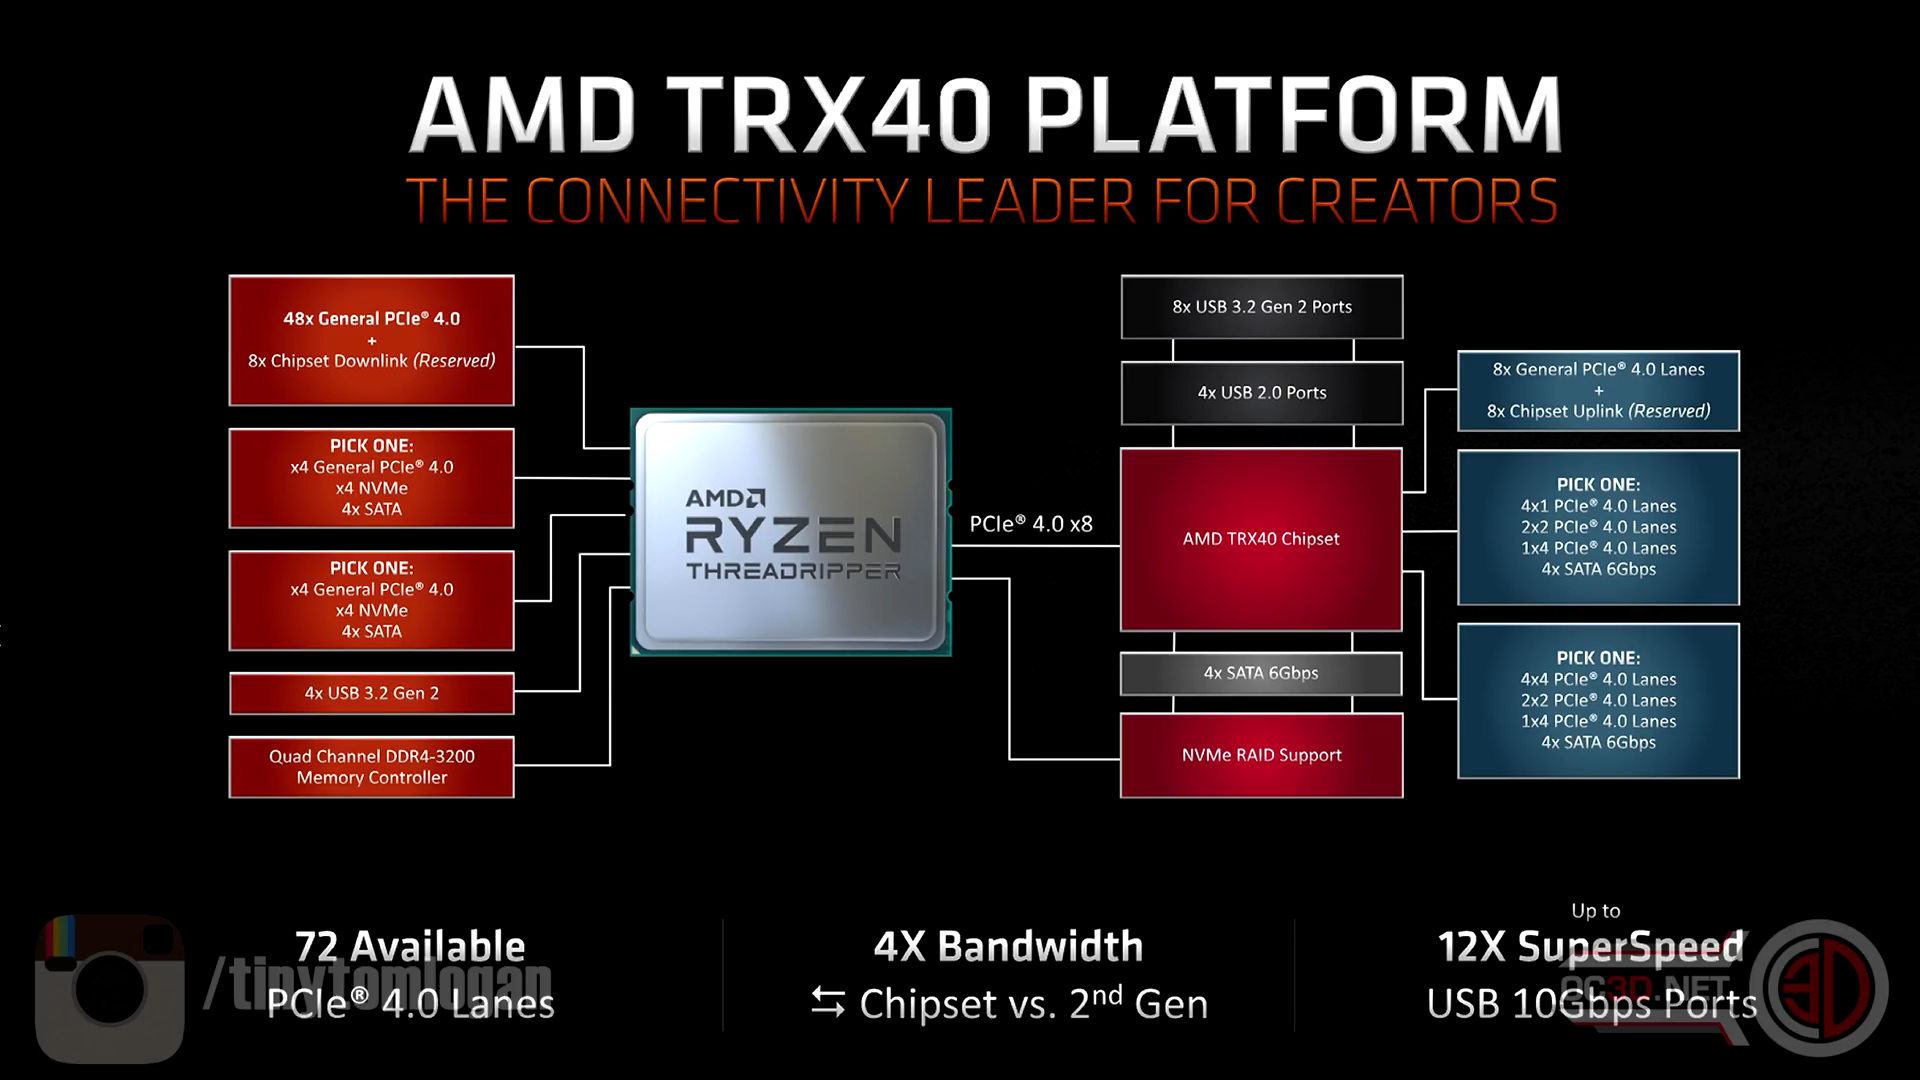 AMD TRX40 PLATFORM
THE CONNECTIVITY LEADER FOR CREATORS
48x General PCIe® 4.0
+
8x Chipset Downlink (Reserved)
PICK ONE:
x4 General PCIe® 4.0
x4 NVMe
4x SATA
PICK ONE:
x4 General PCIe® 4.0
x4 NVMe
4x SATA
4x USB 3.2 Gen 2
Quad Channel DDR4-3200
Memory Controller
AMD
RYZEN
THREADRIPPER
PCIe® 4.0 x8
8x USB 3.2 Gen 2 Ports
4x USB 2.0 Ports
AMD TRX40 Chipset
4x SATA 6Gbps
NVMe RAID Support
8x General PCIe® 4.0 Lanes
+
8x Chipset Uplink (Reserved)
PICK ONE:
4x1 PCIe® 4.0 Lanes
2x2 PCIe® 4.0 Lanes
1x4 PCIe® 4.0 Lanes
4x SATA 6Gbps
PICK ONE:
4x4 PCIe® 4.0 Lanes
2x2 PCIe® 4.0 Lanes
1x4 PCIe® 4.0 Lanes
4x SATA 6Gbps
72 Available
PCIe® 4.0 Lanes
/tinytomlogan
4X Bandwidth
⇆ Chipset vs. 2nd Gen
Up to
12X SuperSpeed
USB 10Gbps Ports
OC3D.NET
3D